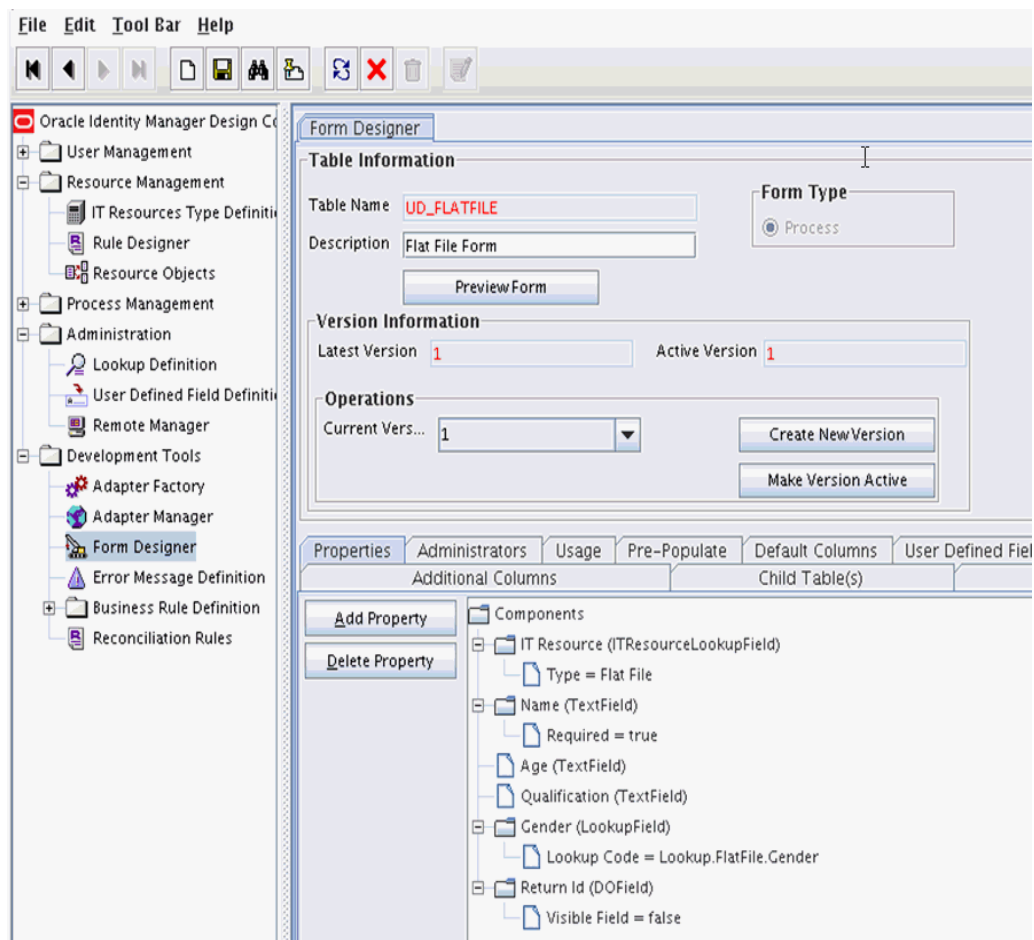 File Edit Tool Bar Help
Oracle Identity Manager Design Co
User Management
Resource Management
IT Resources Type Definiti
Rule Designer
Resource Objects
Process Management
Administration
Lookup Definition
User Defined Field Definiti
Remote Manager
Development Tools
Adapter Factory
Adapter Manager
Form Designer
Error Message Definition
Business Rule Definition
Reconciliation Rules
Form Designer
Table Information
Table Name UD_FLATFILE
Description Flat File Form
Preview Form
Form Type
Process
Version Information
Latest Version 1 Active Version 1
Operations
Current Vers... 1
Create New Version
Make Version Active
Properties Administrators Usage Pre-Populate Default Columns User Defined Fiel
Additional Columns Child Table(s)
Add Property
Delete Property
Components
IT Resource (ITResourceLookupField)
Type = Flat File
Name (TextField)
Required = true
Age (TextField)
Qualification (TextField)
Gender (LookupField)
Lookup Code = Lookup.FlatFile.Gender
Return Id (DOField)
Visible Field = false